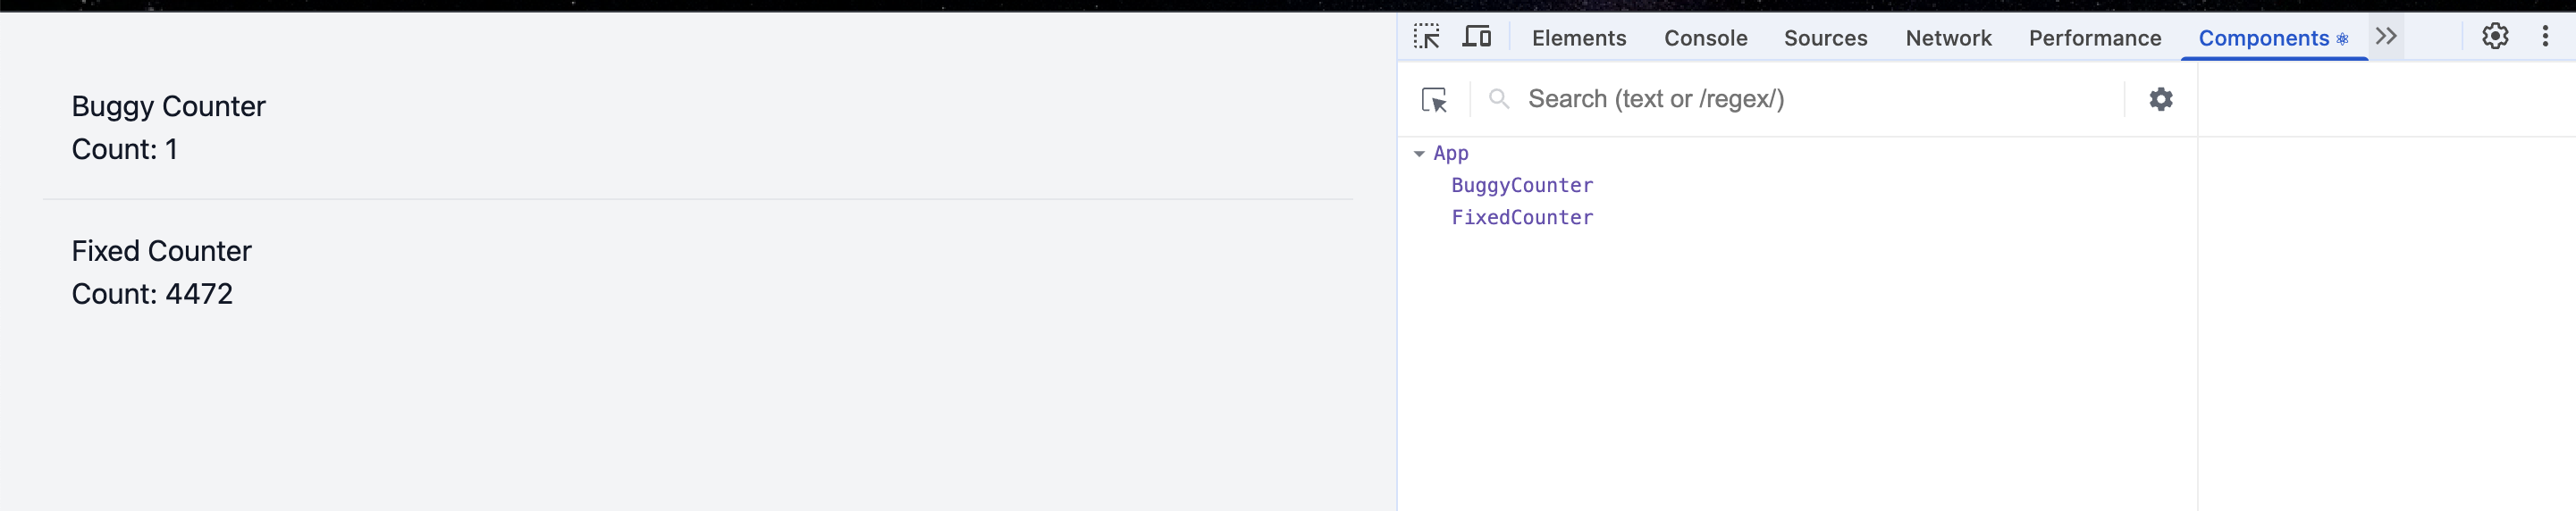 Buggy Counter
Count: 1
Fixed Counter
Count: 4472
Elements Console Sources Network Performance Components
Search (text or /regex/)
App
BuggyCounter
FixedCounter